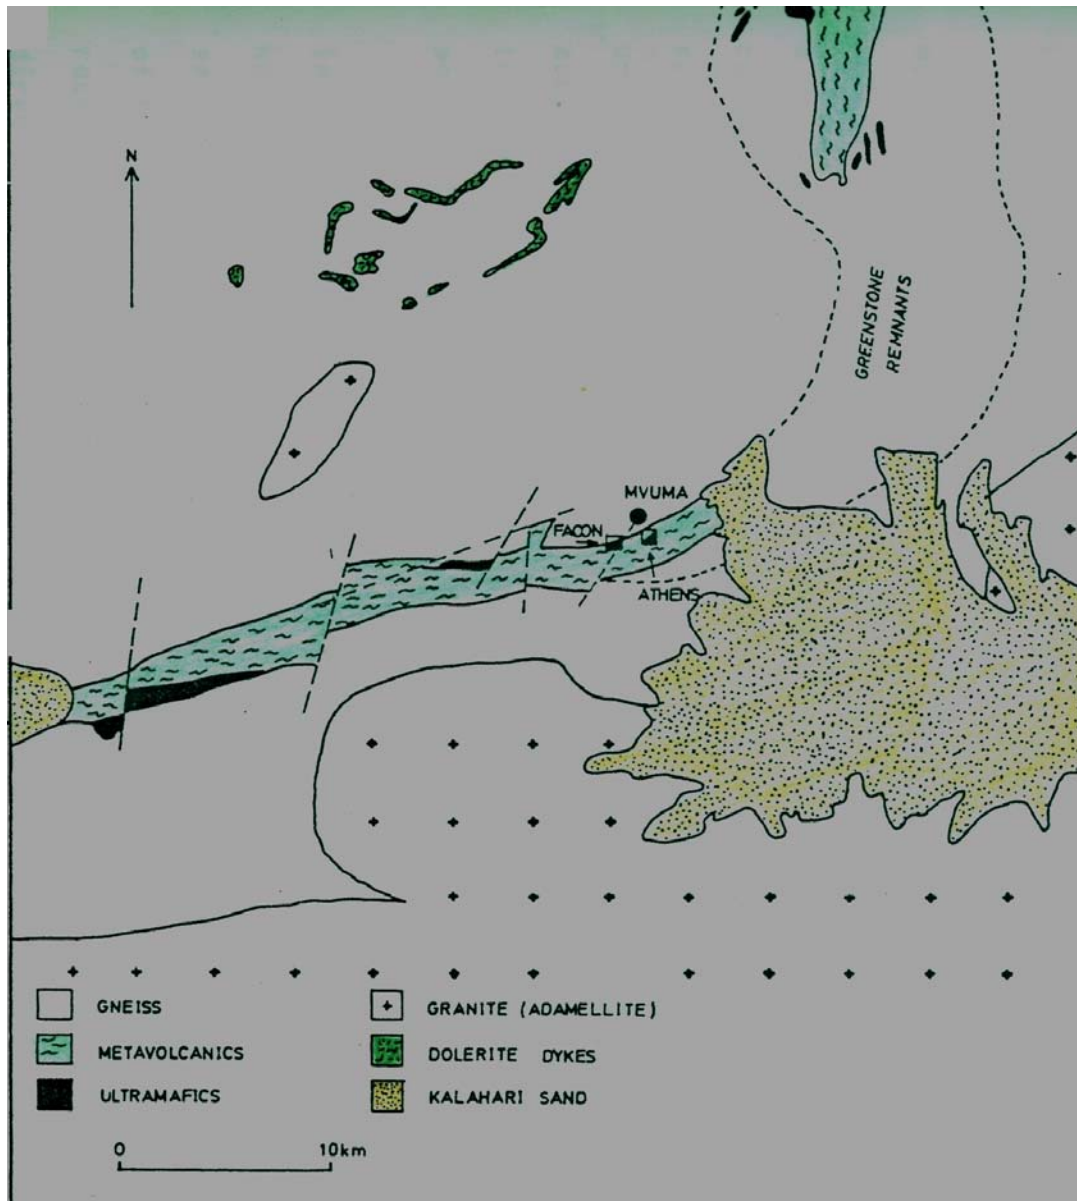 N
GREENSTONE
REMNANTS
MVUMA
FACON
ATHENS
GNEISS
GRANITE (ADAMELLITE)
METAVOLCANICS
DOLERITE DYKES
ULTRAMAFICS
KALAHARI SAND
0 10km